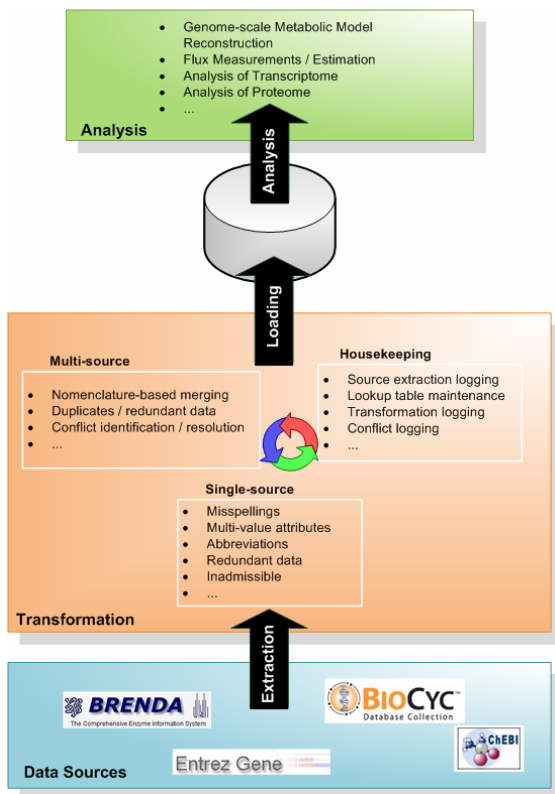 • Genome-scale Metabolic Model
Reconstruction
• Flux Measurements / Estimation
• Analysis of Transcriptome
• Analysis of Proteome
• ...
Analysis
Analysis
Loading
Multi-source
• Nomenclature-based merging
• Duplicates / redundant data
• Conflict identification / resolution
• ...
Housekeeping
• Source extraction logging
• Lookup table maintenance
• Transformation logging
• Conflict logging
• ...
Single-source
• Misspellings
• Multi-value attributes
• Abbreviations
• Redundant data
• Inadmissible
• ...
Transformation
Extraction
BRENDA
The Comprehensive Enzyme Information System
BIOCYC™
DATABASE COLLECTION
Entrez Gene
ChEBI
Data Sources